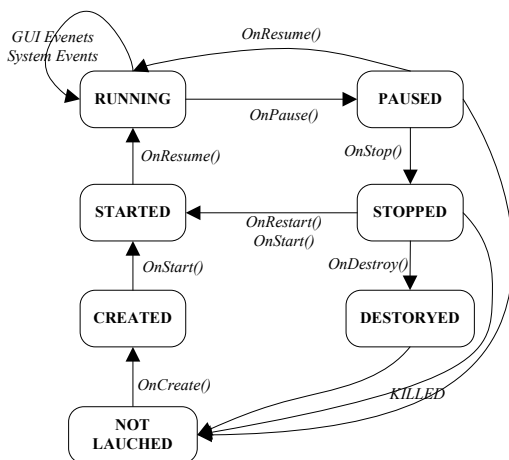 GUI Evenets
System Events
OnResume()
RUNNING
PAUSED
OnPause()
OnResume()
OnStop()
STARTED
STOPPED
OnRestart()
OnStart()
OnStart()
OnDestroy()
CREATED
DESTORYED
OnCreate()
KILLED
NOT
LAUCHED